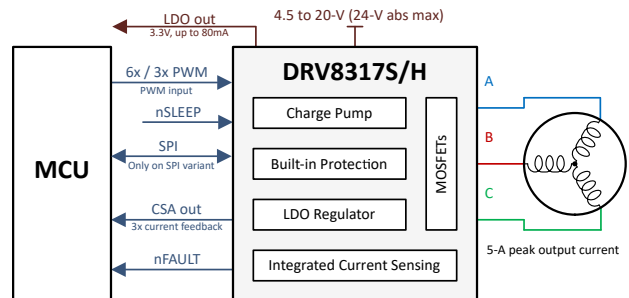 LDO out
3.3V, up to 80mA
4.5 to 20-V (24-V abs max)
MCU
6x / 3x PWM
PWM input
nSLEEP
SPI
Only on SPI variant
CSA out
3x current feedback
nFAULT
DRV8317S/H
Charge Pump
Built-in Protection
LDO Regulator
Integrated Current Sensing
MOSFETs
A
B
C
5-A peak output current